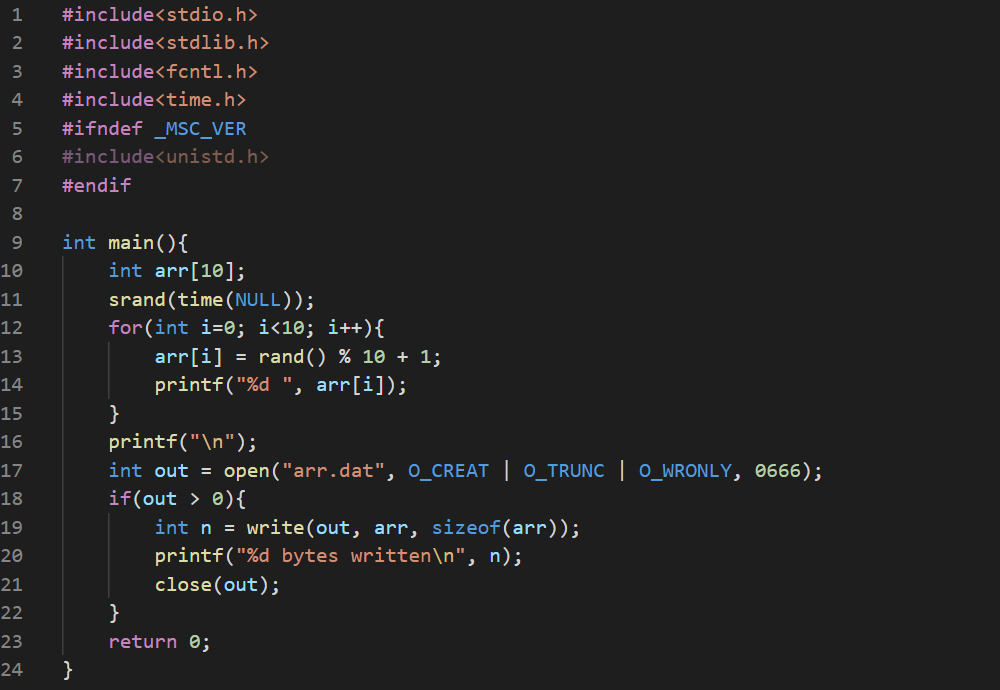 1 #include<stdio.h>
2 #include<stdlib.h>
3 #include<fcntl.h>
4 #include<time.h>
5 #ifndef _MSC_VER
6 #include<unistd.h>
7 #endif
8
9 int main(){
10     int arr[10];
11     srand(time(NULL));
12     for(int i=0; i<10; i++){
13         arr[i] = rand() % 10 + 1;
14         printf("%d ", arr[i]);
15     }
16     printf("\n");
17     int out = open("arr.dat", O_CREAT | O_TRUNC | O_WRONLY, 0666);
18     if(out > 0){
19         int n = write(out, arr, sizeof(arr));
20         printf("%d bytes written\n", n);
21         close(out);
22     }
23     return 0;
24 }